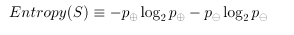 Entropy(S) ≡ −p⊕ log₂ p⊕ − p⊖ log₂ p⊖